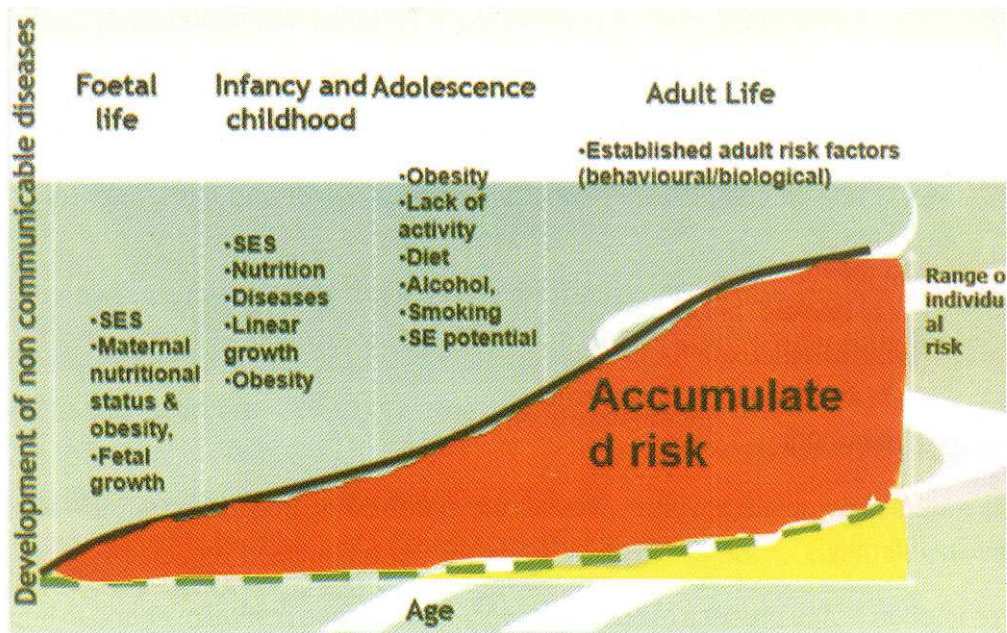 Development of non communicable diseases
Foetal
life
Infancy and
childhood
Adolescence
Adult Life
•SES
•Maternal
nutritional
status &
obesity,
•Fetal
growth
•SES
•Nutrition
•Diseases
•Linear
growth
•Obesity
•Obesity
•Lack of
activity
•Diet
•Alcohol,
•Smoking
•SE potential
•Established adult risk factors
(behavioural/biological)
Accumulate
d risk
Range o
individu
al
risk
Age